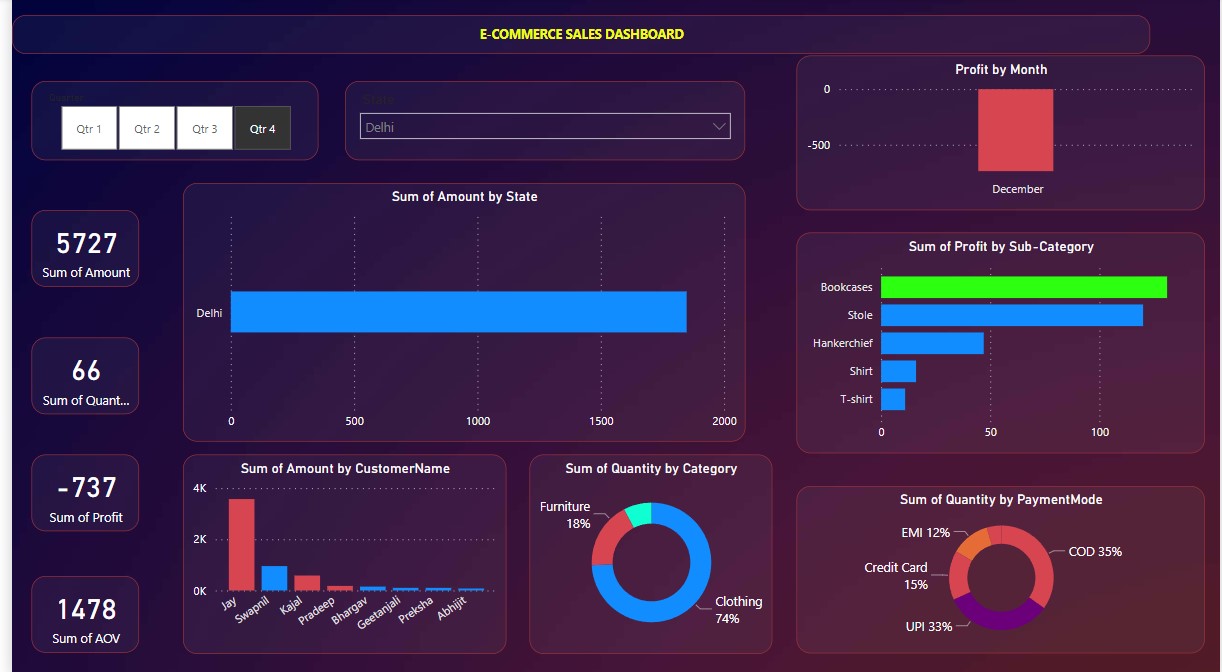 E-COMMERCE SALES DASHBOARD
Quarter
Qtr 1
Qtr 2
Qtr 3
Qtr 4
State
Delhi
Profit by Month
0
-500
December
5727
Sum of Amount
66
Sum of Quant...
-737
Sum of Profit
1478
Sum of AOV
Sum of Amount by State
Delhi
0
500
1000
1500
2000
Sum of Profit by Sub-Category
Bookcases
Stole
Hankerchief
Shirt
T-shirt
0
50
100
Sum of Amount by CustomerName
4K
2K
0K
Jay
Swapnil
Kajal
Pradeep
Bhargav
Geetanjali
Preksha
Abhijit
Sum of Quantity by Category
Furniture
18%
Clothing
74%
Sum of Quantity by PaymentMode
EMI 12%
COD 35%
Credit Card
15%
UPI 33%